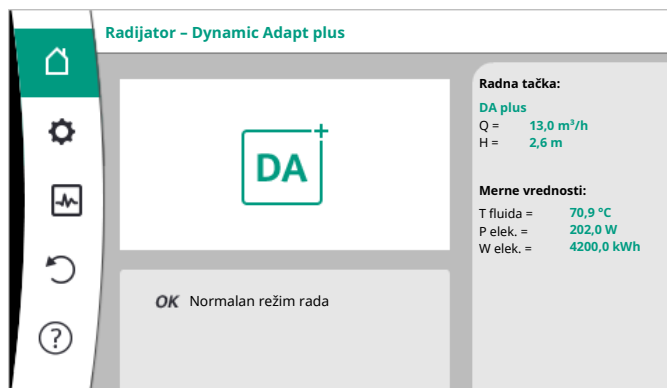 Radijator – Dynamic Adapt plus
DA+
OK Normalan režim rada
Radna tačka:
DA plus
Q = 13,0 m³/h
H = 2,6 m
Merne vrednosti:
T fluida = 70,9 °C
P elek. = 202,0 W
W elek. = 4200,0 kWh
?